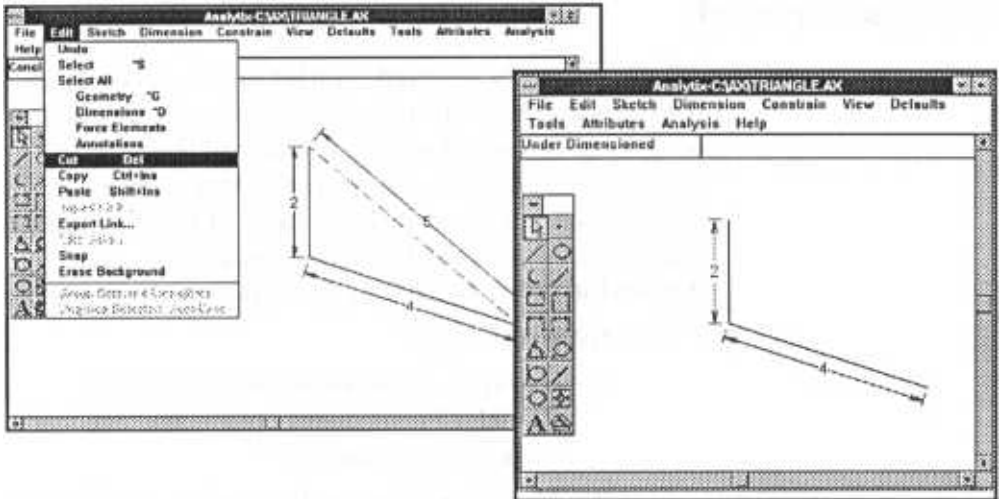 Analytix-C:\AX\TRIANGLE.AX
File Edit Sketch Dimension Constrain View Defaults Tools Attributes Analysis
Help
Undo
Select ^S
Select All
Geometry ^G
Dimensions ^D
Force Elements
Annotations
Cut Del
Copy Ctrl+Ins
Paste Shift+Ins
Export Link...
Snap
Erase Background
2
5
4
Analytix-C:\AX\TRIANGLE.AX
File Edit Sketch Dimension Constrain View Defaults
Tools Attributes Analysis Help
Under Dimensioned
2
4